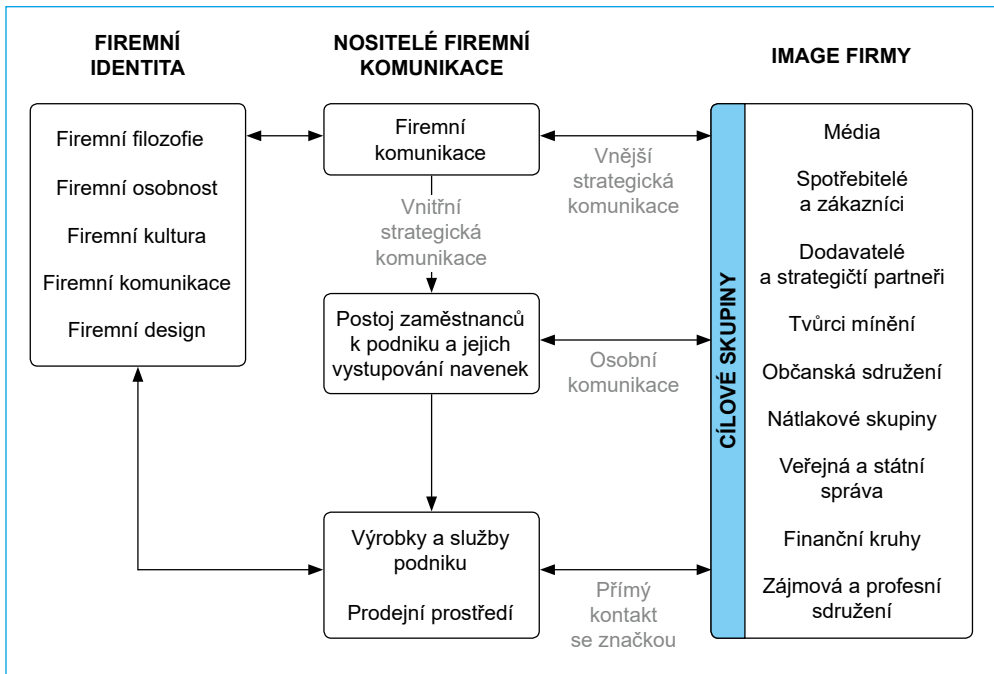 FIREMNÍ
IDENTITA
NOSITELÉ FIREMNÍ
KOMUNIKACE
IMAGE FIRMY
Firemní filozofie
Firemní osobnost
Firemní kultura
Firemní komunikace
Firemní design
Firemní
komunikace
Vnitřní
strategická
komunikace
Postoj zaměstnanců
k podniku a jejich
vystupování navenek
Výrobky a služby
podniku
Prodejní prostředí
Vnější
strategická
komunikace
Osobní
komunikace
Přímý
kontakt
se značkou
CÍLOVÉ SKUPINY
Média
Spotřebitelé
a zákazníci
Dodavatelé
a strategičtí partneři
Tvůrci mínění
Občanská sdružení
Nátlakové skupiny
Veřejná a státní
správa
Finanční kruhy
Zájmová a profesní
sdružení